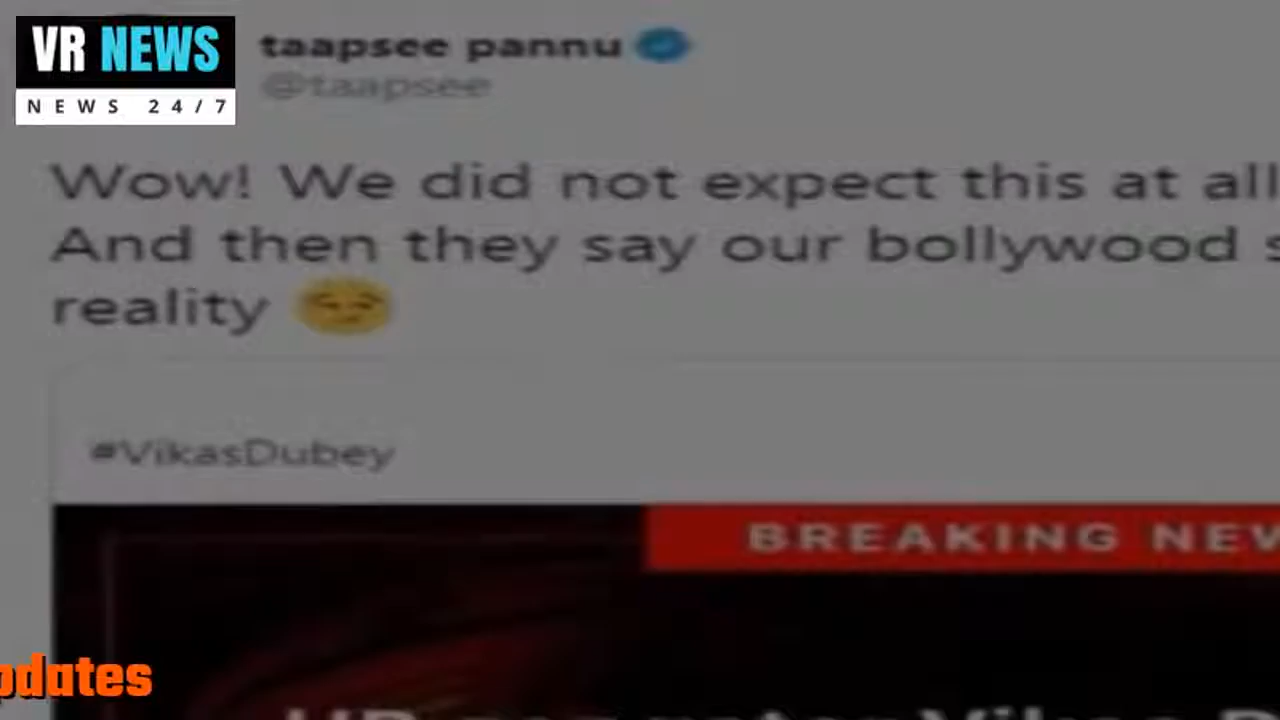 VR NEWS
NEWS 24/7
taapsee pannu
@taapsee
Wow! We did not expect this at all
And then they say our bollywood s
reality 😏
#VikasDubey
BREAKING NEW
pdates